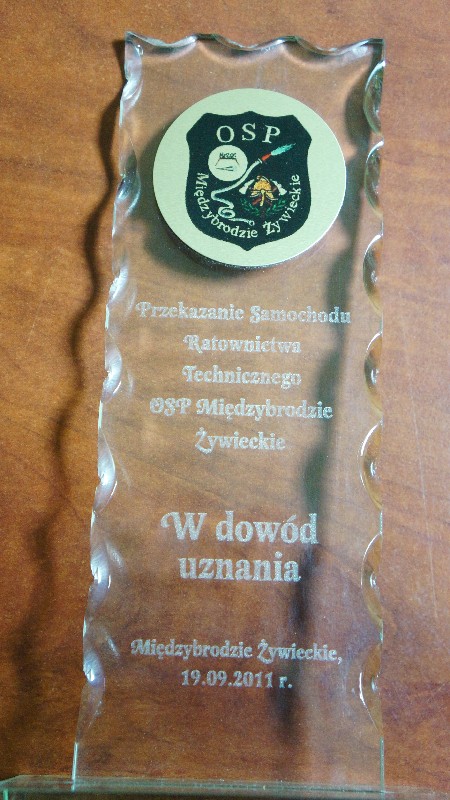 OSP
Międzybrodzie Żywieckie
Przekazanie Samochodu
Ratownictwa
Technicznego
OSP Międzybrodzie
Żywieckie
W dowód
uznania
Międzybrodzie Żywieckie,
19.09.2011 r.